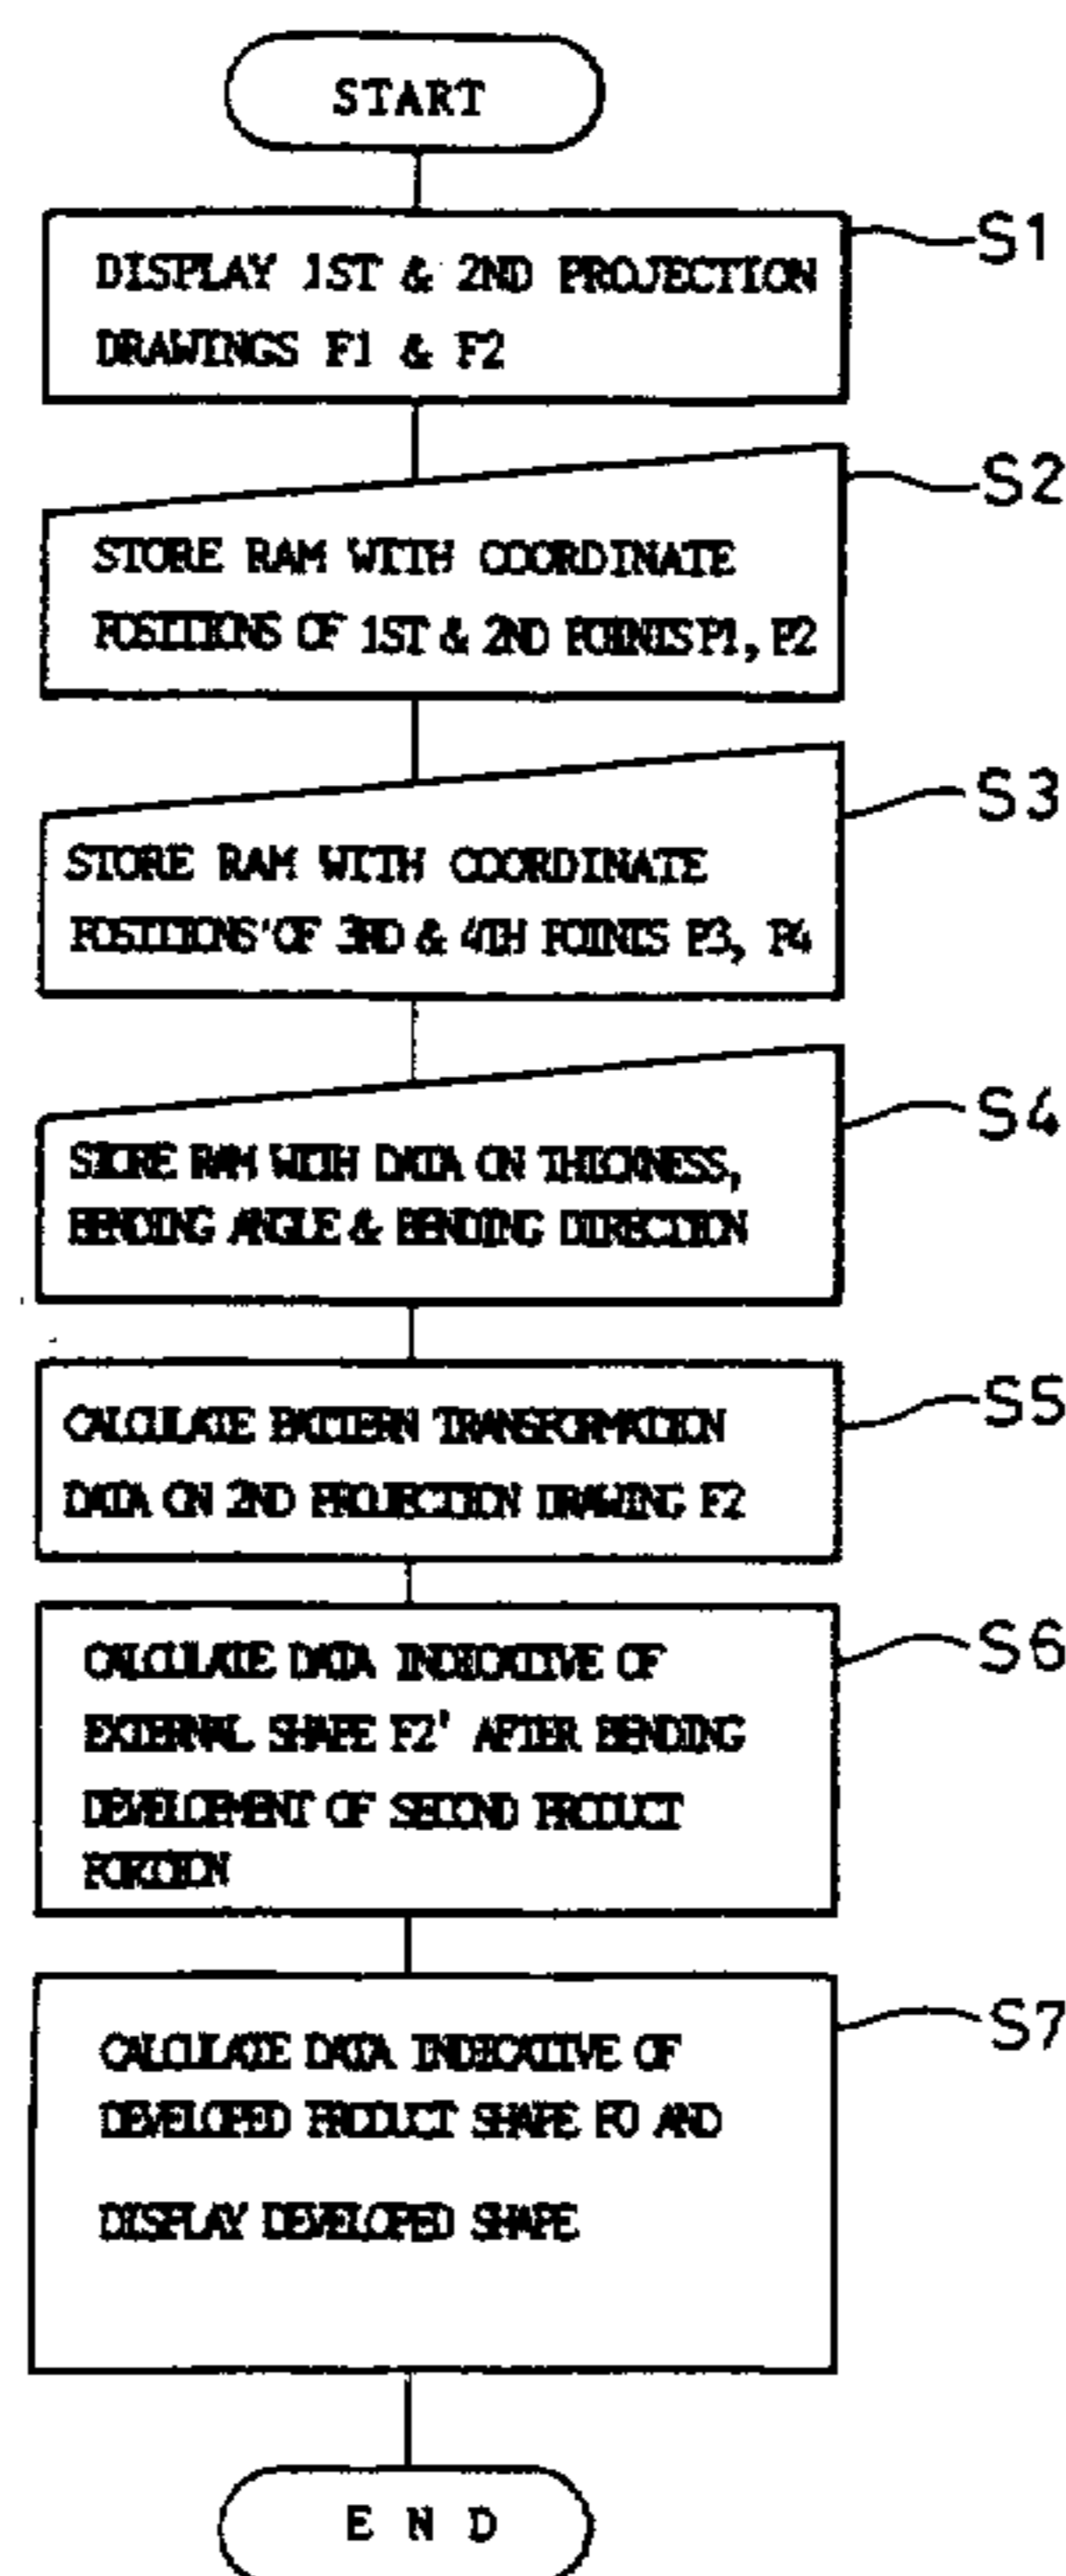 START
DISPLAY 1ST & 2ND PROJECTION
DRAWINGS F1 & F2
S1
STORE RAM WITH COORDINATE
POSITIONS OF 1ST & 2ND POINTS P1, P2
S2
STORE RAM WITH COORDINATE
POSITIONS OF 3RD & 4TH POINTS P3, P4
S3
STORE RAM WITH DATA ON THICKNESS,
BENDING ANGLE & BENDING DIRECTION
S4
CALCULATE PATTERN TRANSFORMATION
DATA ON 2ND PROJECTION DRAWING F2
S5
CALCULATE DATA INDICATIVE OF
EXTERNAL SHAPE F2' AFTER BENDING
DEVELOPMENT OF SECOND PRODUCT
PORTION
S6
CALCULATE DATA INDICATIVE OF
DEVELOPED PRODUCT SHAPE F0 AND
DISPLAY DEVELOPED SHAPE
S7
END